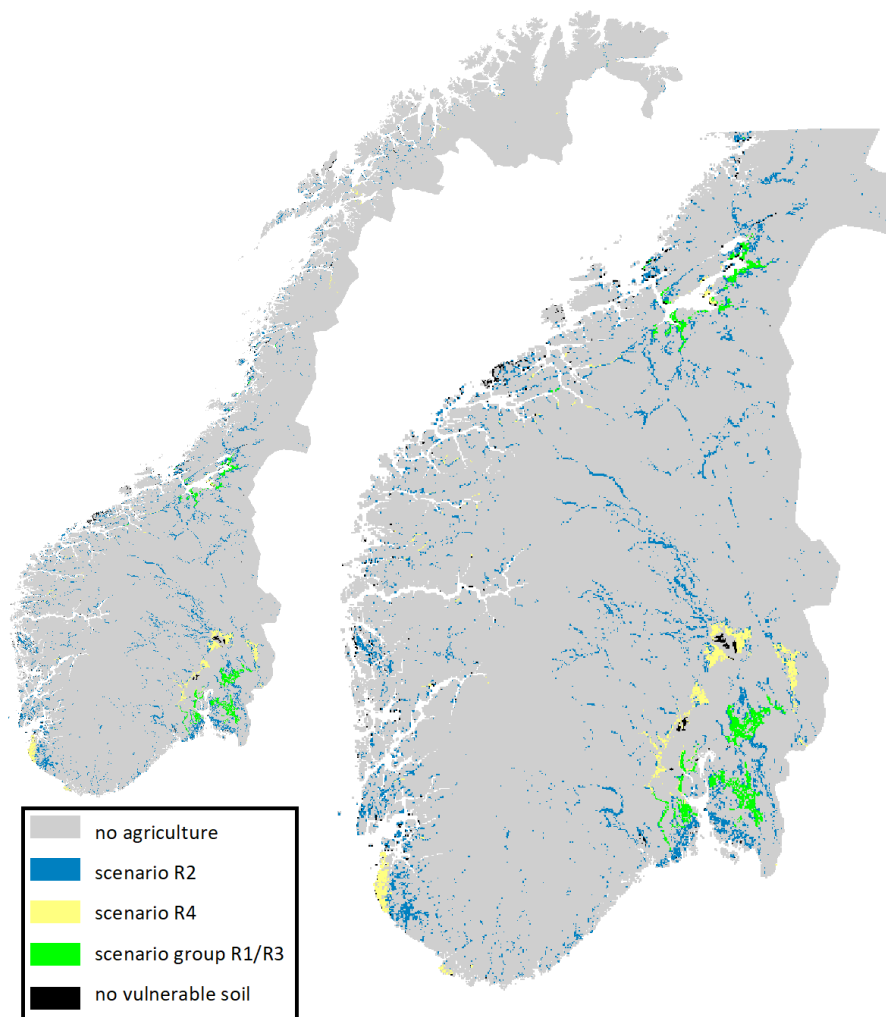 no agriculture
scenario R2
scenario R4
scenario group R1/R3
no vulnerable soil